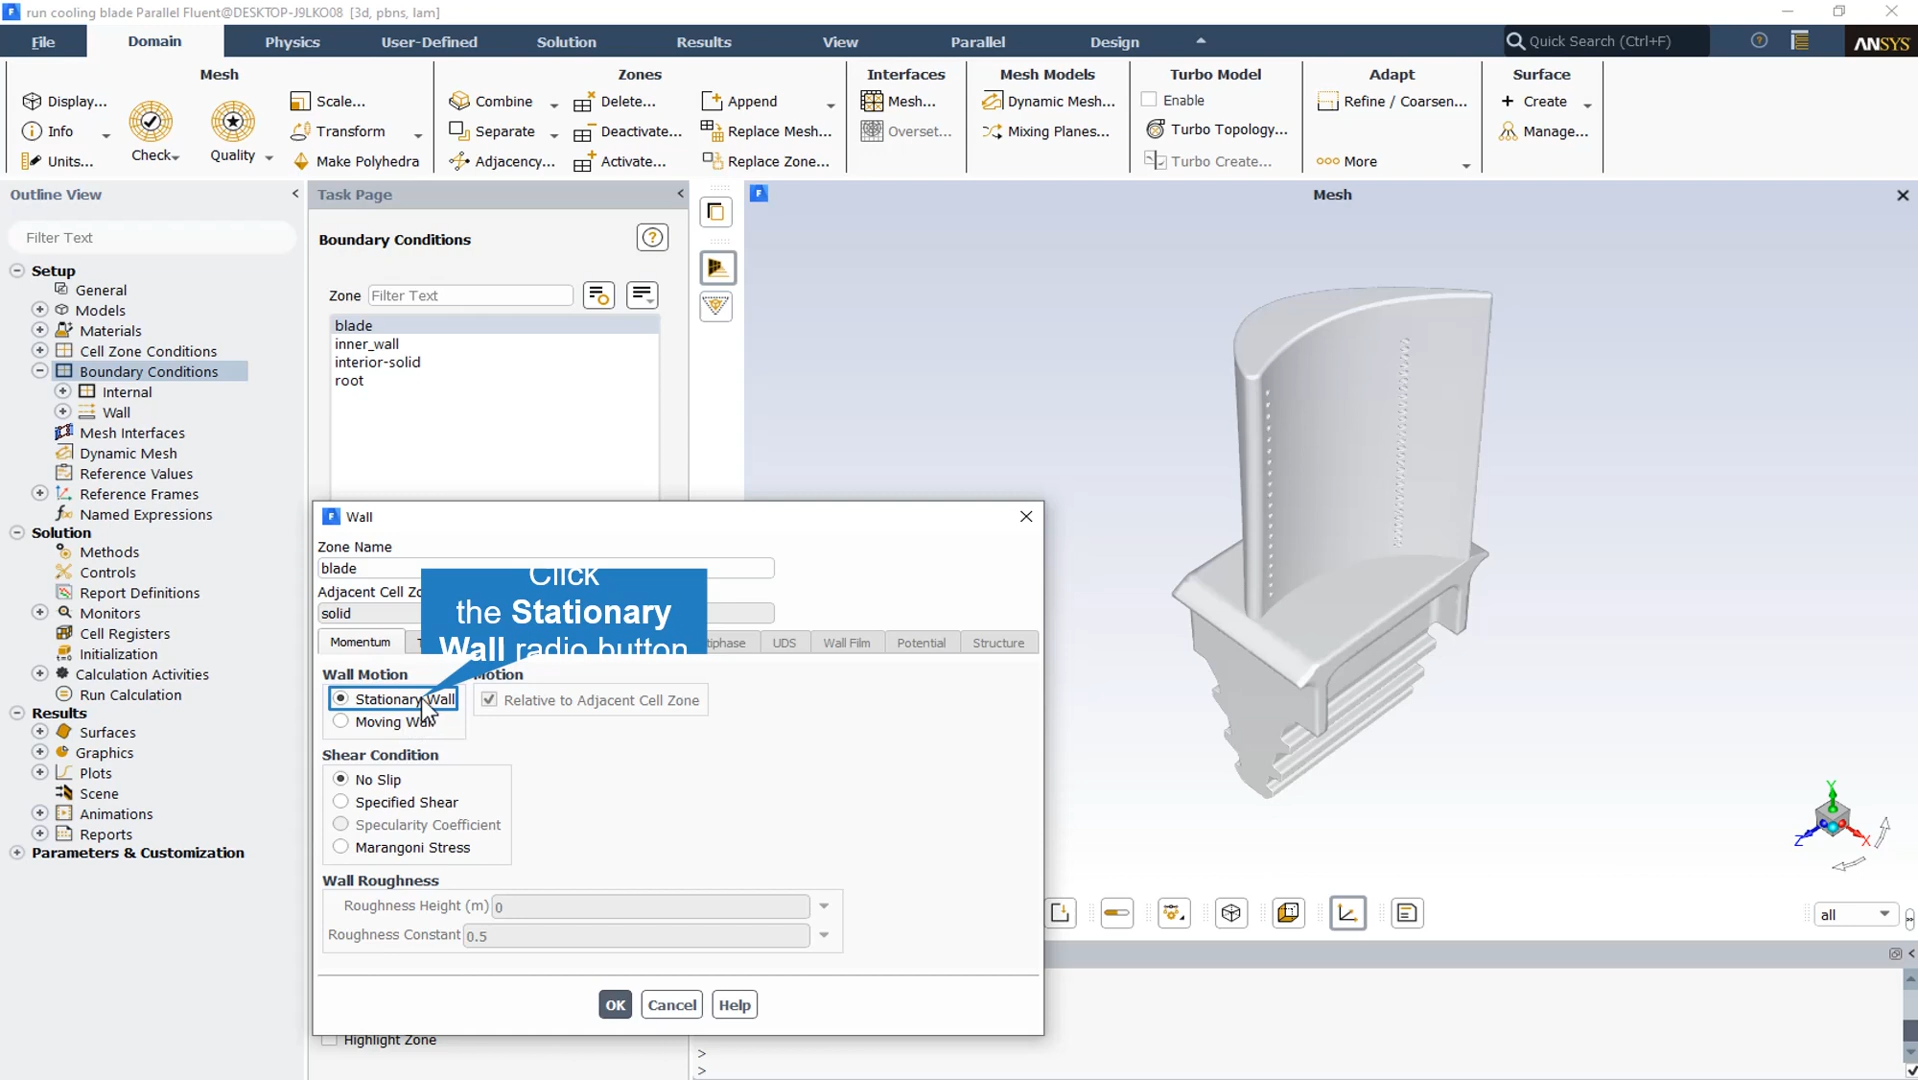 run cooling blade Parallel Fluent@DESKTOP-J9LKO08 [3d, pbns, lam]
File
Domain
Physics
User-Defined
Solution
Results
View
Parallel
Design
Quick Search (Ctrl+F)
ANSYS
Mesh
Display...
Info
Units...
Check
Quality
Scale...
Transform
Make Polyhedra
Zones
Combine
Separate
Adjacency...
Delete...
Deactivate...
Activate...
Append
Replace Mesh...
Replace Zone...
Interfaces
Mesh...
Overset...
Mesh Models
Dynamic Mesh...
Mixing Planes...
Turbo Model
Enable
Turbo Topology...
Turbo Create...
Adapt
Refine / Coarsen...
More
Surface
Create
Manage...
Outline View
Filter Text
Setup
General
Models
Materials
Cell Zone Conditions
Boundary Conditions
Internal
Wall
Mesh Interfaces
Dynamic Mesh
Reference Values
Reference Frames
Named Expressions
Solution
Methods
Controls
Report Definitions
Monitors
Cell Registers
Initialization
Calculation Activities
Run Calculation
Results
Surfaces
Graphics
Plots
Scene
Animations
Reports
Parameters & Customization
Task Page
Boundary Conditions
Zone
Filter Text
blade
inner_wall
interior-solid
root
Highlight Zone
Mesh
Wall
Zone Name
blade
Adjacent Cell
solid
Click
the Stationary
Wall radio button
Momentum
UDS
Wall Film
Potential
Structure
Wall Motion
Motion
Stationary Wall
Relative to Adjacent Cell Zone
Moving Wall
Shear Condition
No Slip
Specified Shear
Specularity Coefficient
Marangoni Stress
Wall Roughness
Roughness Height (m) 0
Roughness Constant 0.5
OK
Cancel
Help
Y
Z
X
all
>
>